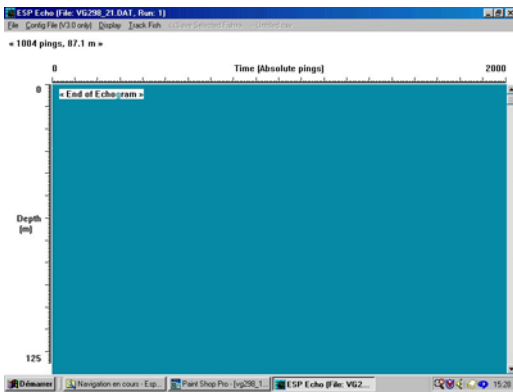 ESP Echo (File: VG298_21.DAT, Run: 1)
File Config File (V3.0 only) Display Track Fish
« 1084 pings, 87.1 m »
0 Time (Absolute pings) 2000
0
« End of Echogram »
Depth
(m)
125
Démarrer Navigation en cours - Esp... Paint Shop Pro - [vg298_1... ESP Echo (File: VG2... 15:28